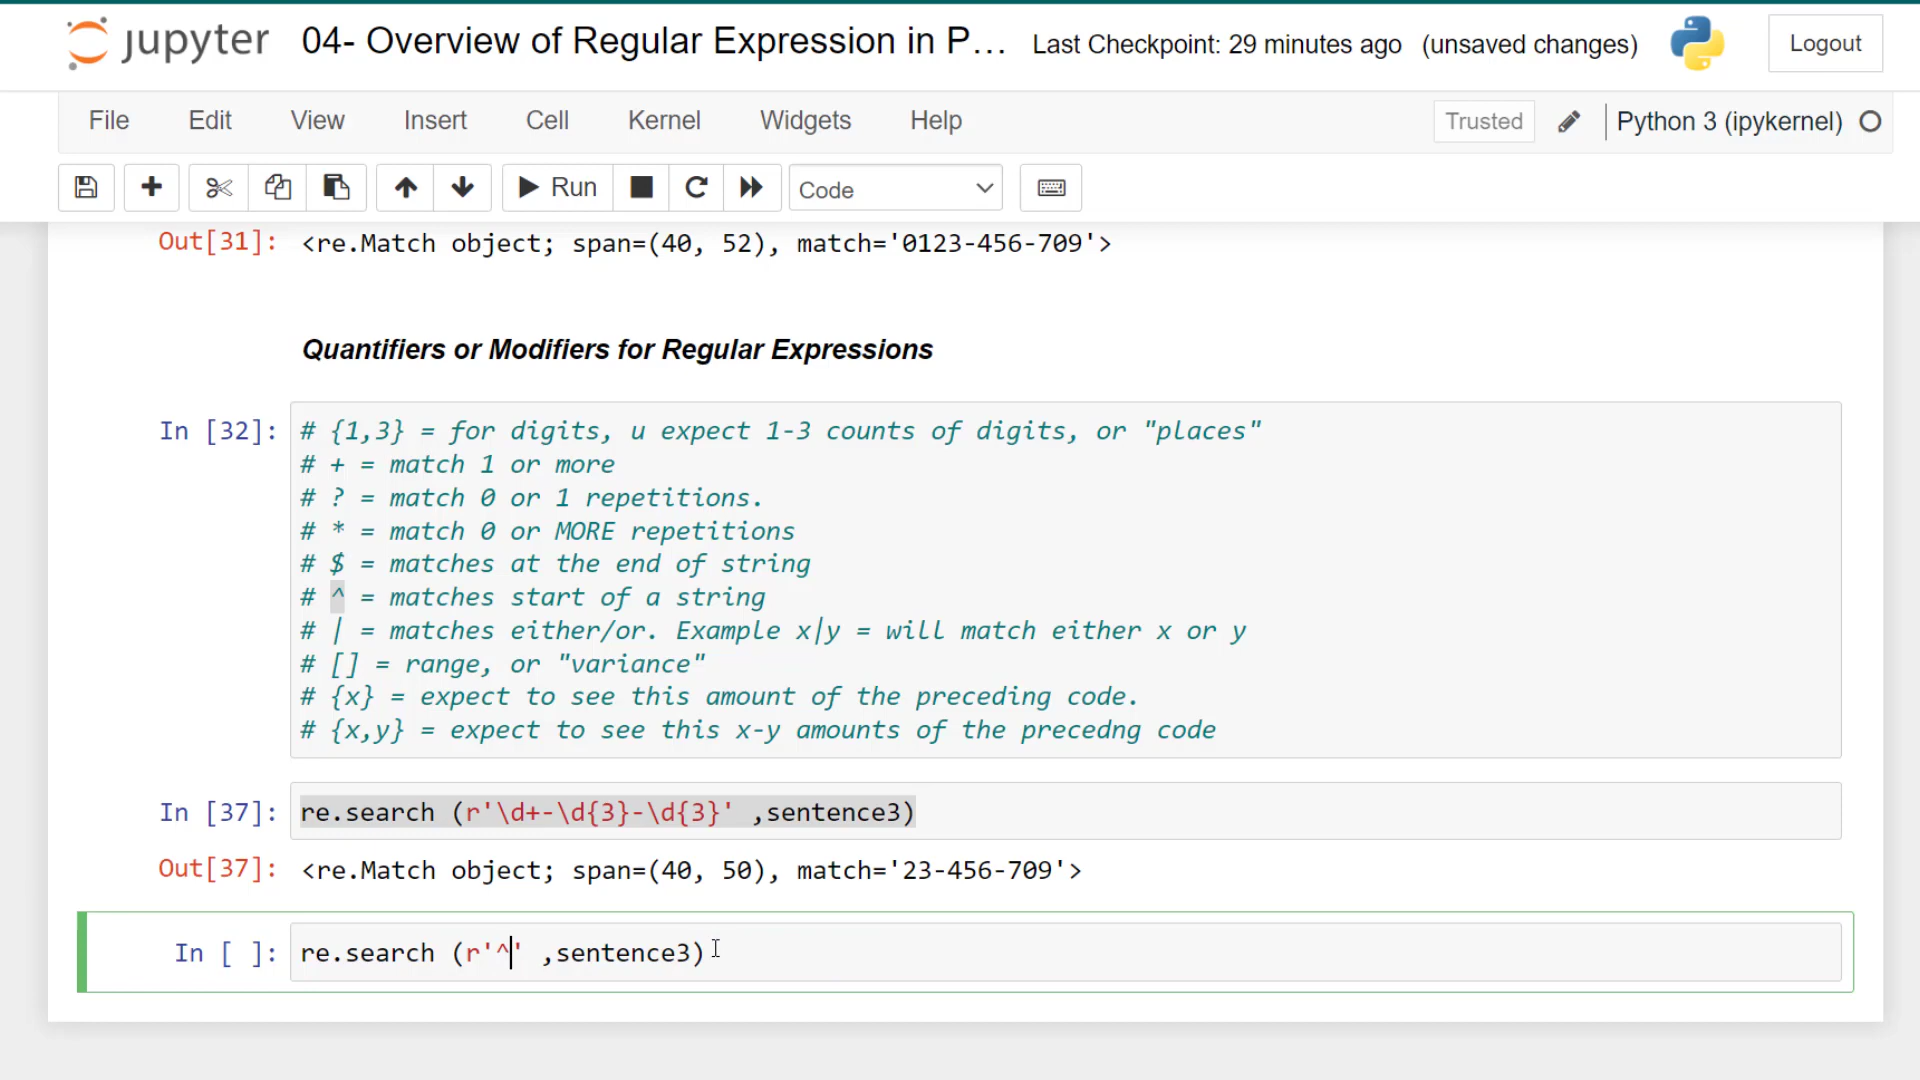 jupyter 04- Overview of Regular Expression in P... Last Checkpoint: 29 minutes ago (unsaved changes) Logout
File Edit View Insert Cell Kernel Widgets Help Trusted Python 3 (ipykernel)
Run Code
Out[31]: <re.Match object; span=(40, 52), match='0123-456-709'>
Quantifiers or Modifiers for Regular Expressions
In [32]: # {1,3} = for digits, u expect 1-3 counts of digits, or "places"
# + = match 1 or more
# ? = match 0 or 1 repetitions.
# * = match 0 or MORE repetitions
# $ = matches at the end of string
# ^ = matches start of a string
# | = matches either/or. Example x|y = will match either x or y
# [] = range, or "variance"
# {x} = expect to see this amount of the preceding code.
# {x,y} = expect to see this x-y amounts of the precedng code
In [37]: re.search (r'\d+-\d{3}-\d{3}' ,sentence3)
Out[37]: <re.Match object; span=(40, 50), match='23-456-709'>
In [ ]: re.search (r'^' ,sentence3)